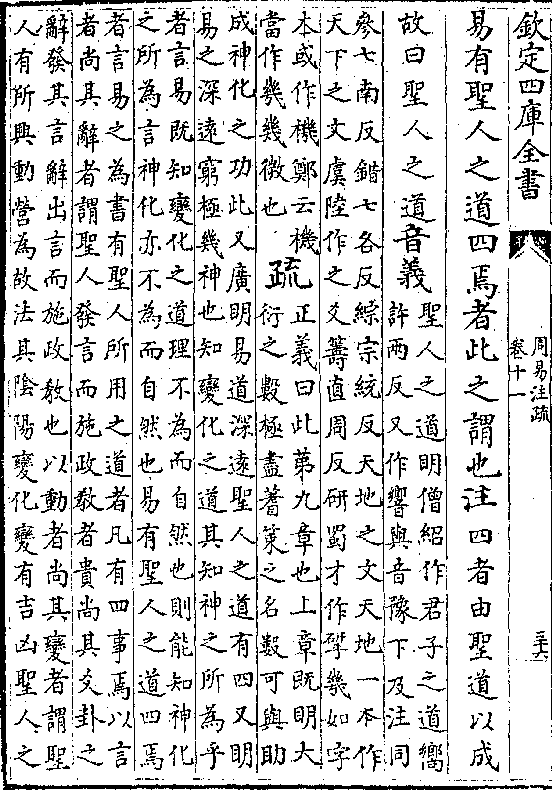 欽定四庫全書
周易注疏
卷十一
三十六
易有聖人之道四焉者此之謂也注四者由聖道以成
故曰聖人之道音義
聖人之道明僧紹作君子之道嚮
許兩反又作響與音豫下及注同
參七南反錯七各反綜宗統反天地之文天地一本作
天下之文虞陸作之爻籌直周反研蜀才作揅幾如字
本或作機鄭云機
當作幾幾微也
疏
正義曰此第九章也上章既明大
衍之數極盡蓍策之名數可與助
成神化之功此又廣明易道深遠聖人之道有四又明
易之深遠窮極幾神也知變化之道其知神之所為乎
者言易既知變化之道理不為而自然也則能知神化
之所為言神化亦不為而自然也易有聖人之道四焉
者言易之為書有聖人所用之道者凡有四事焉以言
者尚其辭者謂聖人發言而施政教者貴尚其爻卦之
辭發其言辭出言而施政教也以動者尚其變者謂聖
人有所興動營為故法其陰陽變化變有吉凶聖人之